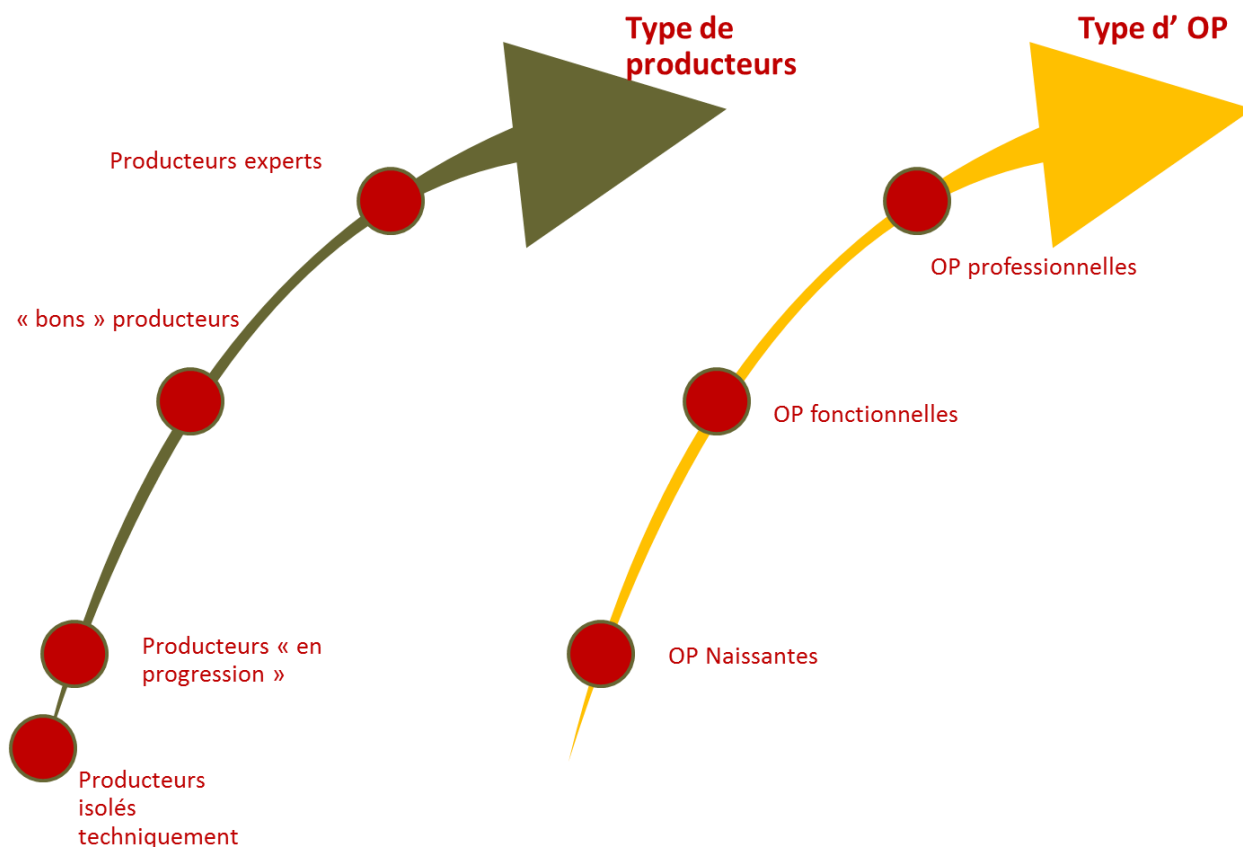 Type de
producteurs
Type d’ OP
Producteurs experts
OP professionnelles
« bons » producteurs
OP fonctionnelles
Producteurs « en
progression »
OP Naissantes
Producteurs
isolés
techniquement